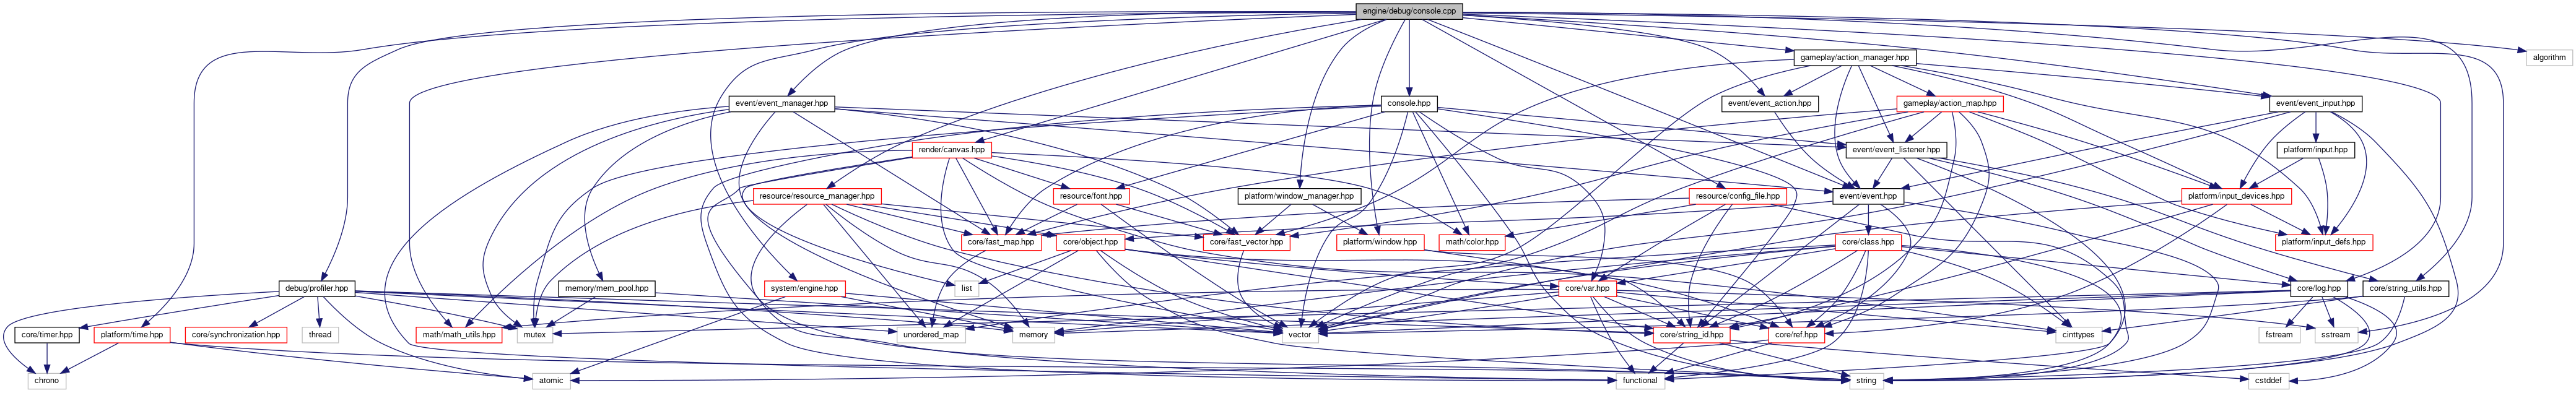 engine/debug/console.cpp
gameplay/action_manager.hpp
algorithm
event/event_manager.hpp
console.hpp
event/event_action.hpp
gameplay/action_map.hpp
event/event_input.hpp
render/canvas.hpp
event/event_listener.hpp
platform/input.hpp
resource/resource_manager.hpp
resource/font.hpp
platform/window_manager.hpp
resource/config_file.hpp
event/event.hpp
platform/input_devices.hpp
core/fast_map.hpp
core/object.hpp
core/fast_vector.hpp
platform/window.hpp
math/color.hpp
core/class.hpp
platform/input_defs.hpp
debug/profiler.hpp
memory/mem_pool.hpp
system/engine.hpp
list
core/var.hpp
core/log.hpp
core/string_utils.hpp
core/timer.hpp
platform/time.hpp
core/synchronization.hpp
thread
math/math_utils.hpp
mutex
unordered_map
memory
vector
core/string_id.hpp
core/ref.hpp
cinttypes
fstream
sstream
chrono
atomic
functional
string
cstddef